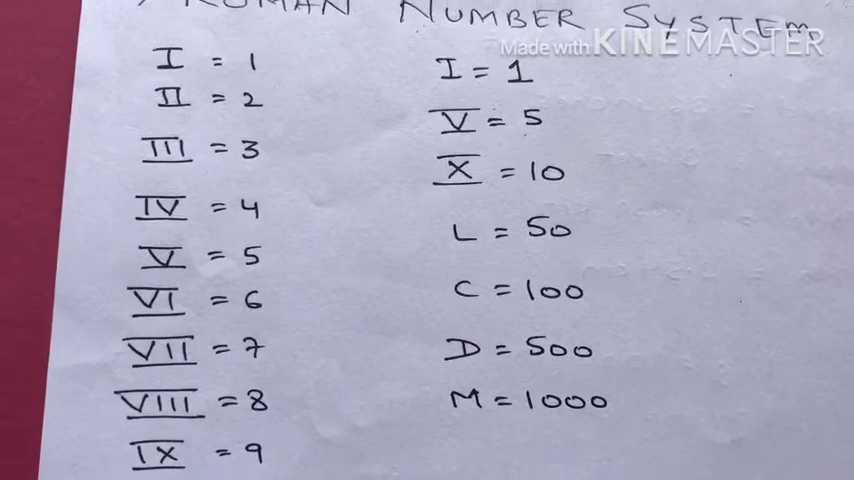 ROMAN NUMBER SYSTEM
Made with KINEMASTER
I = 1
II = 2
III = 3
IV = 4
V = 5
VI = 6
VII = 7
VIII = 8
IX = 9
I = 1
V = 5
X = 10
L = 50
C = 100
D = 500
M = 1000